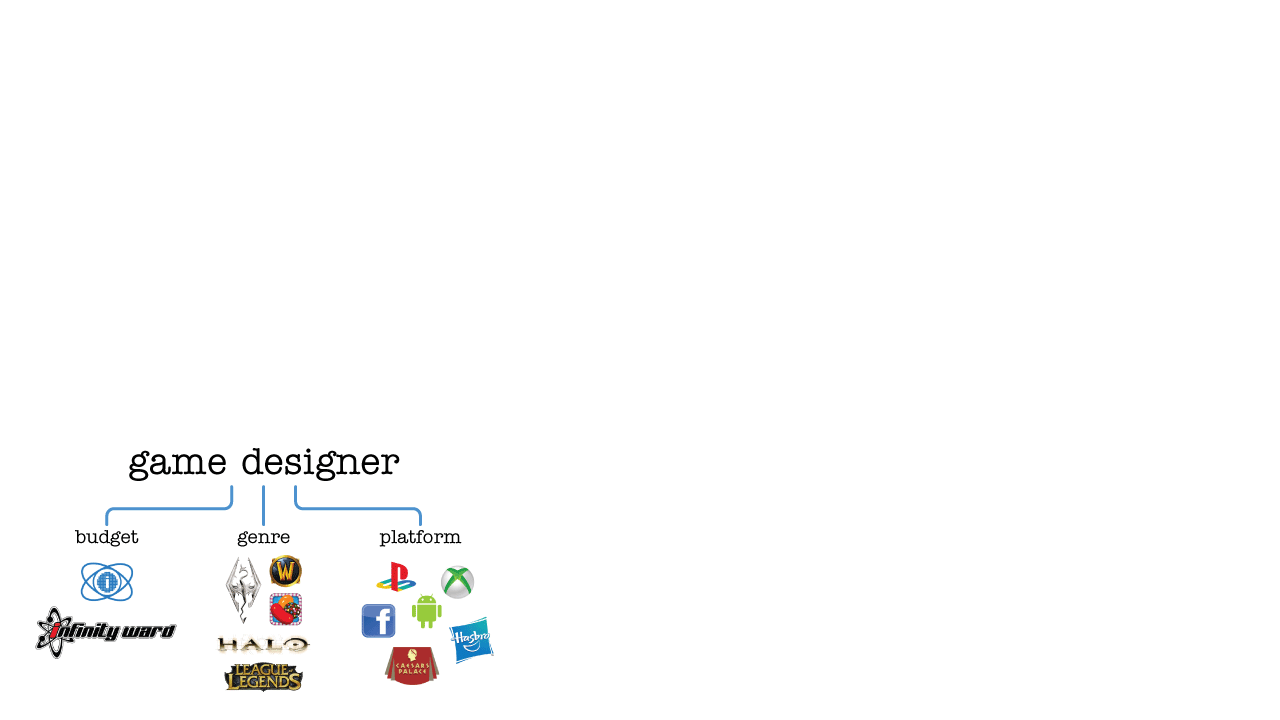 game designer
budget
genre
platform
i
infinity ward
W
HALO
LEAGUE
OF
LEGENDS
f
Hasbro
CAESARS
PALACE